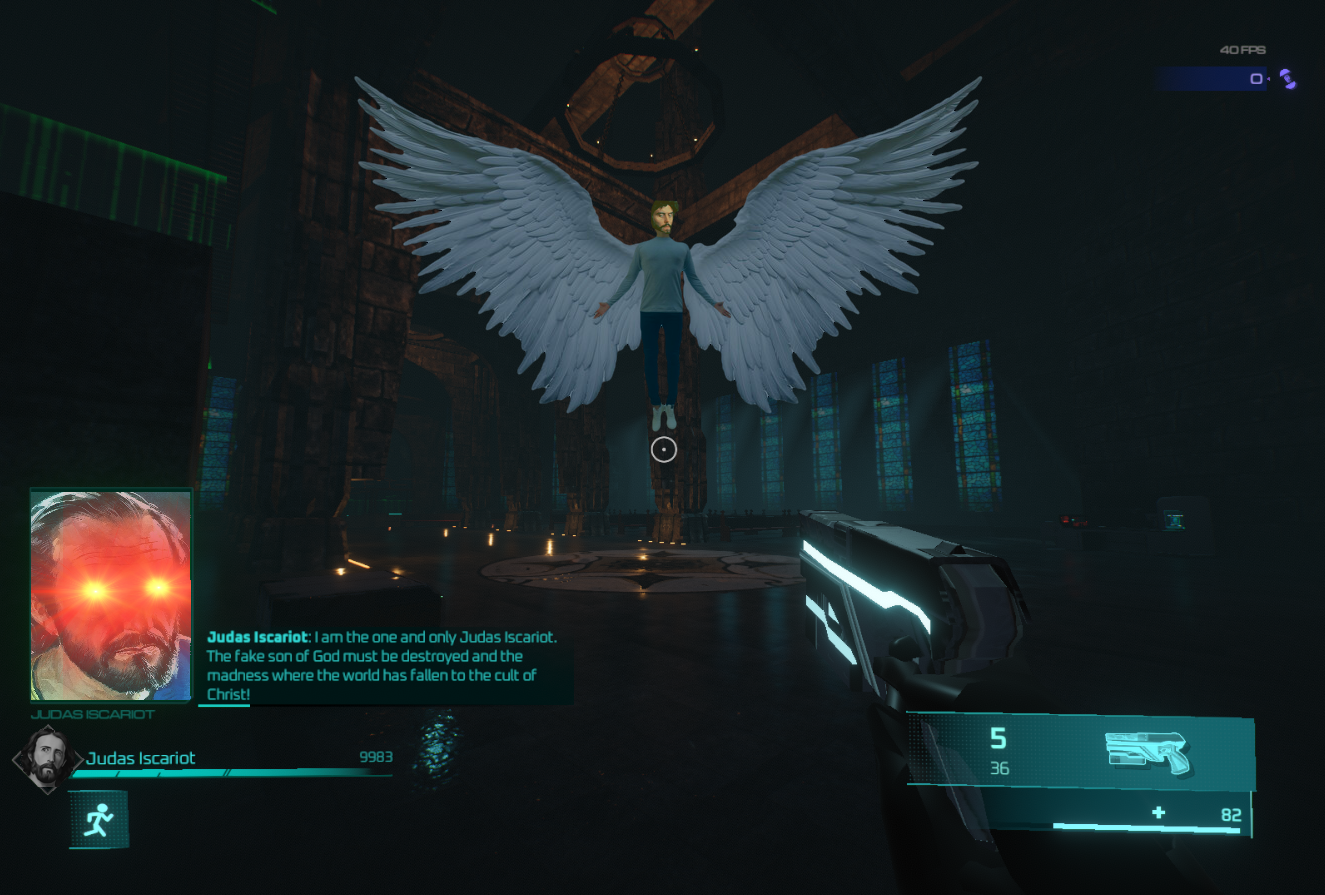 40 FPS
0
Judas Iscariot: I am the one and only Judas Iscariot.
The fake son of God must be destroyed and the
madness where the world has fallen to the cult of
Christ!
JUDAS ISCARIOT
Judas Iscariot
9983
5
36
82